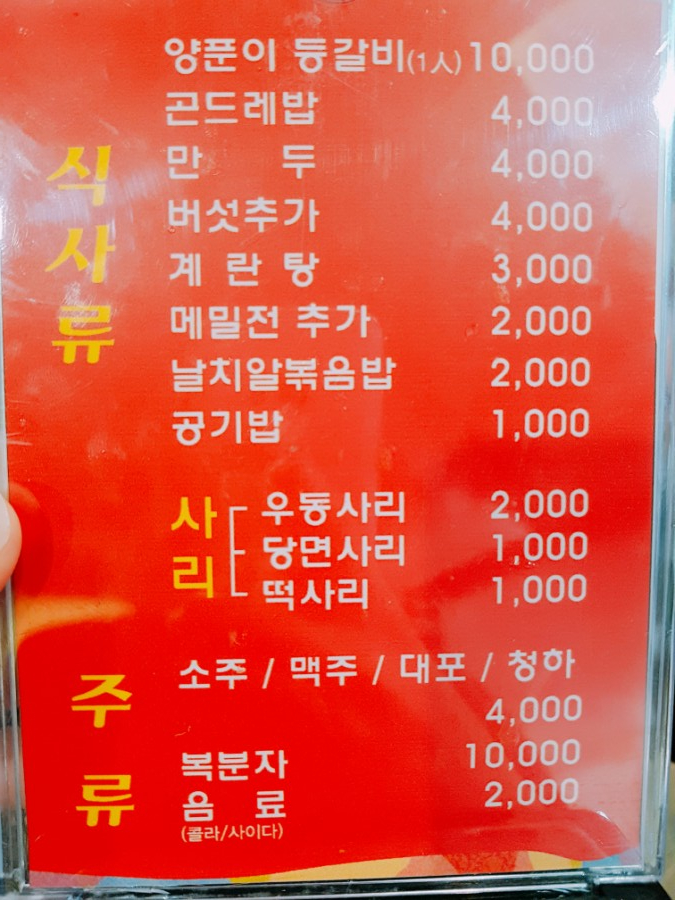 식사류
양푼이 등갈비(1人) 10,000
곤드레밥 4,000
만 두 4,000
버섯추가 4,000
계 란 탕 3,000
메밀전 추가 2,000
날치알볶음밥 2,000
공기밥 1,000
사리
우동사리 2,000
당면사리 1,000
떡사리 1,000
주류
소주 / 맥주 / 대포 / 청하
4,000
복분자 10,000
음 료 2,000
(콜라/사이다)